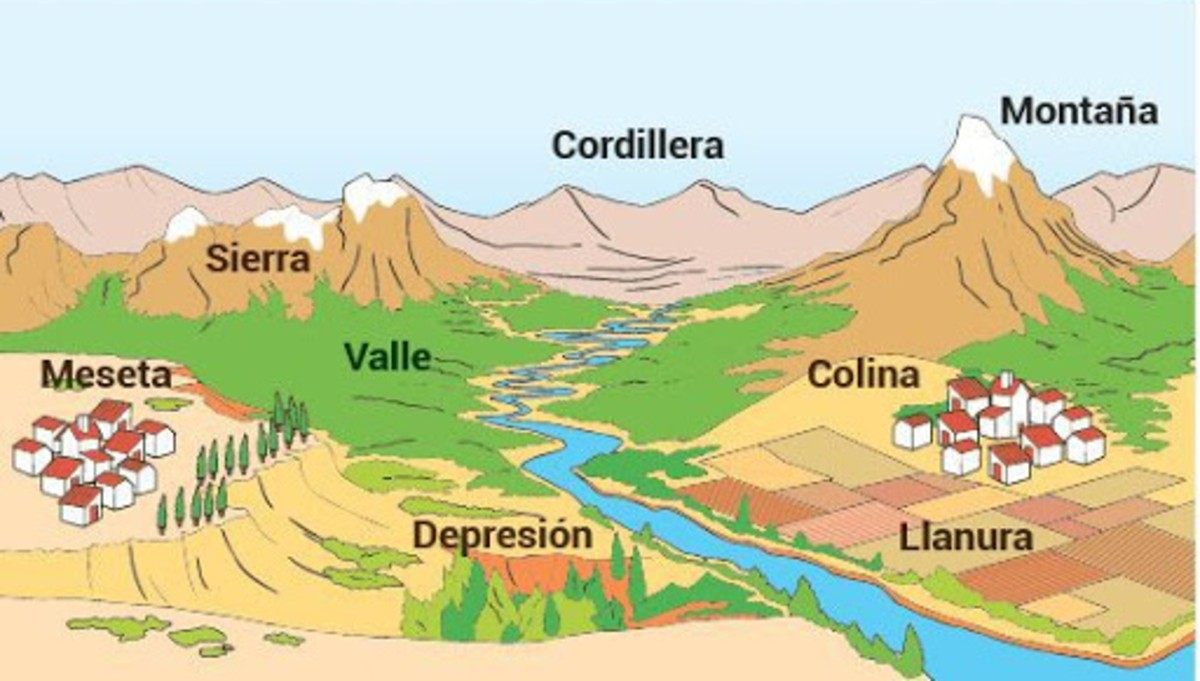 Montaña
Cordillera
Sierra
Valle
Meseta
Colina
Depresión
Llanura